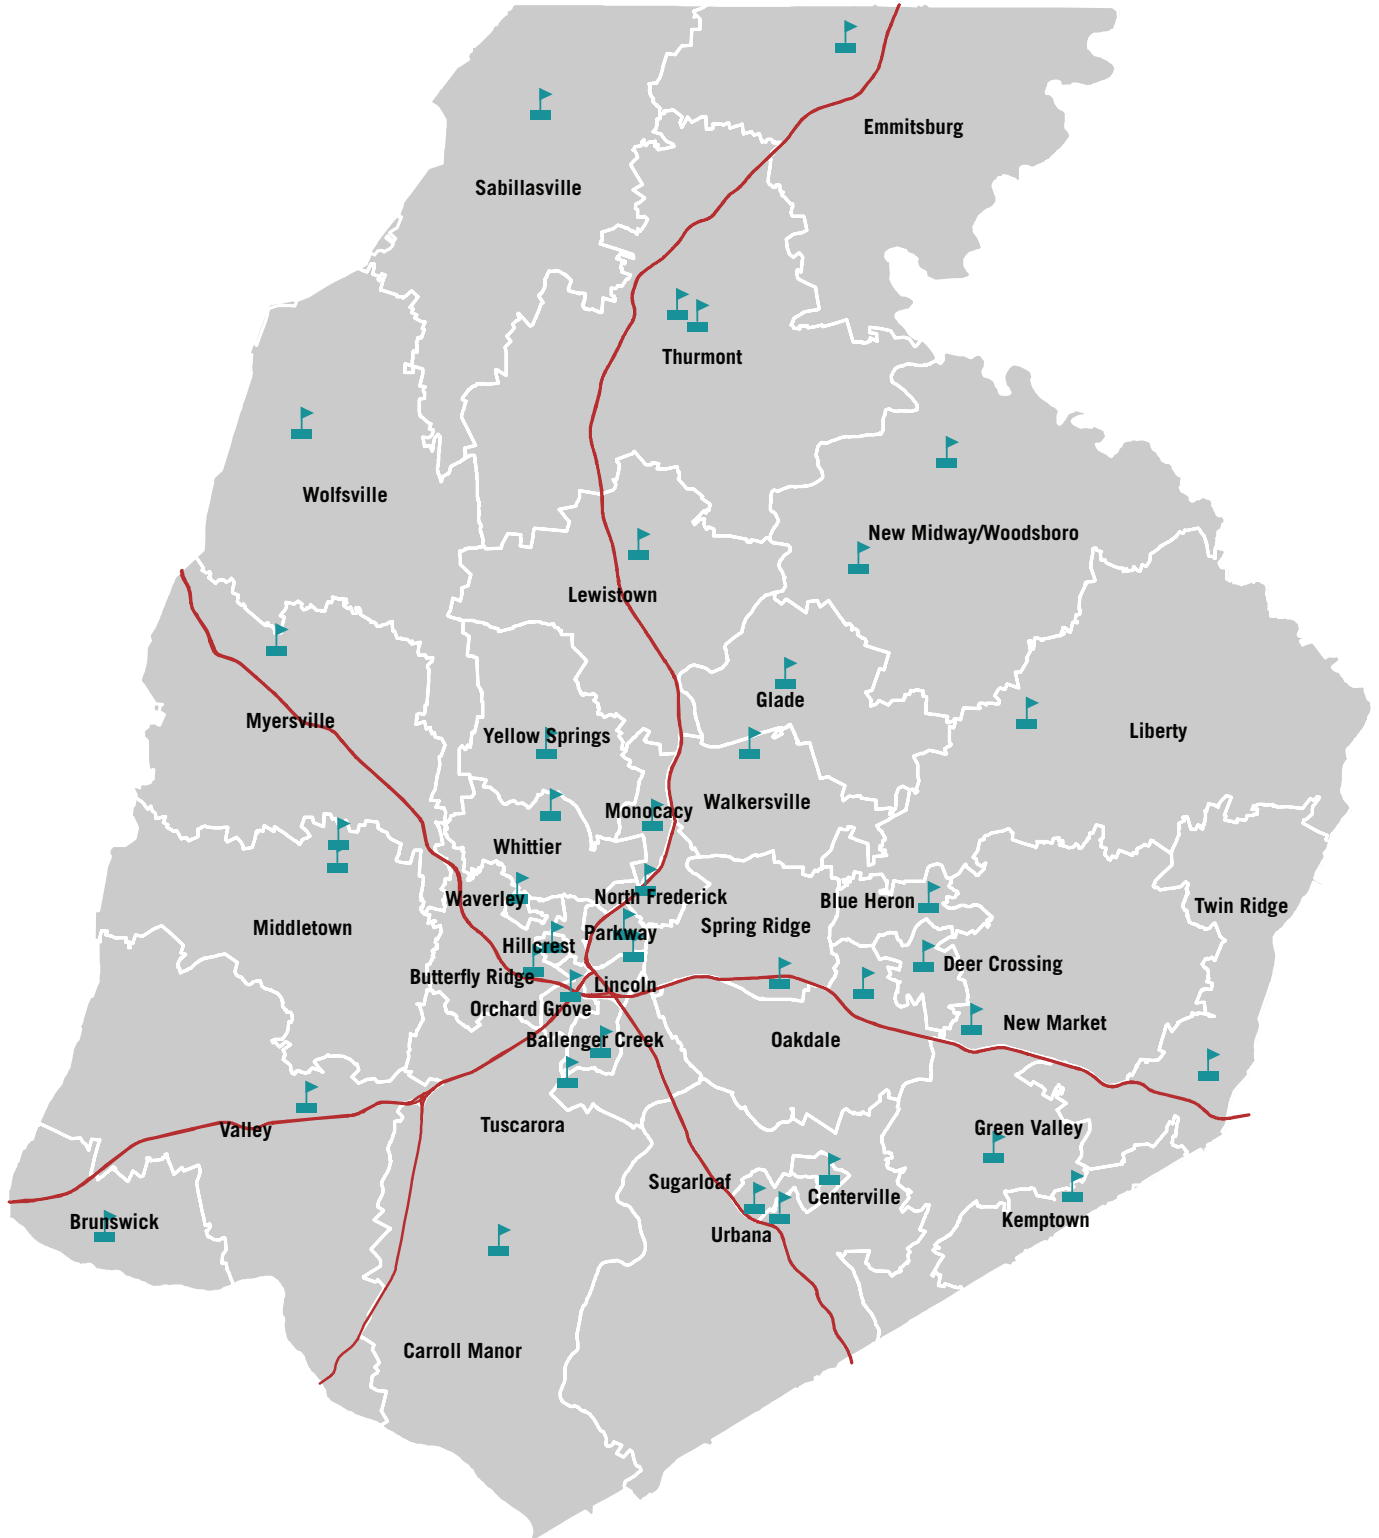 Emmitsburg
Sabillasville
Thurmont
Wolfsville
New Midway/Woodsboro
Lewistown
Glade
Myersville
Yellow Springs
Liberty
Monocacy
Walkersville
Whittier
Waverley
North Frederick
Blue Heron
Twin Ridge
Middletown
Parkway
Spring Ridge
Hillcrest
Deer Crossing
Butterfly Ridge
Lincoln
Orchard Grove
New Market
Ballenger Creek
Oakdale
Tuscarora
Valley
Green Valley
Sugarloaf
Centerville
Brunswick
Kemptown
Urbana
Carroll Manor